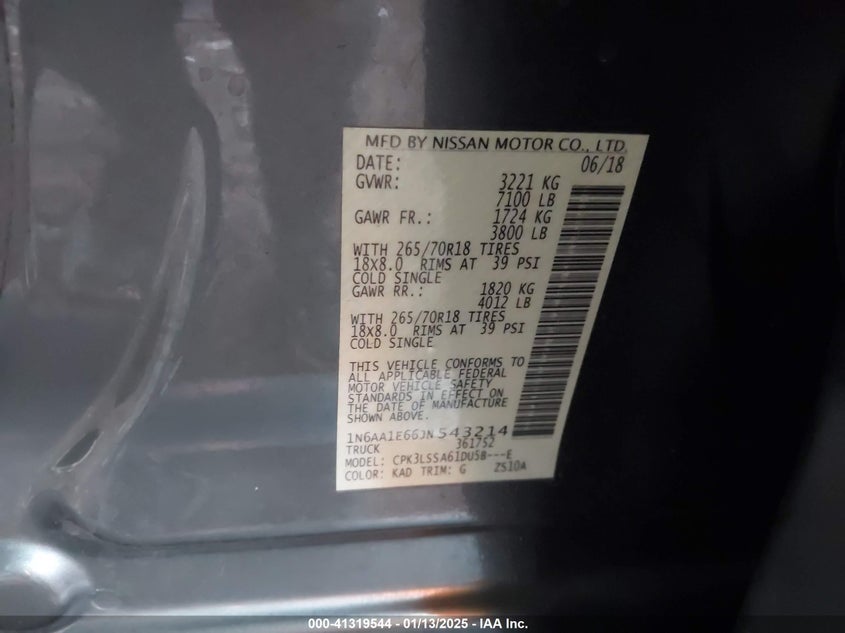 MFD BY NISSAN MOTOR CO., LTD.
DATE: 06/18
GVWR: 3221 KG
7100 LB
GAWR FR.: 1724 KG
3800 LB
WITH 265/70R18 TIRES
18X8.0 RIMS AT 39 PSI
COLD SINGLE
GAWR RR.: 1820 KG
4012 LB
WITH 265/70R18 TIRES
18X8.0 RIMS AT 39 PSI
COLD SINGLE
THIS VEHICLE CONFORMS TO
ALL APPLICABLE FEDERAL
MOTOR VEHICLE SAFETY
STANDARDS IN EFFECT ON
THE DATE OF MANUFACTURE
SHOWN ABOVE.
543214
TRUCK 361752
MODEL: CPK3LSSA61DU5B---E
COLOR: KAD TRIM: G ZS10A
000-41319544 — 01/13/2025 - IAA Inc.